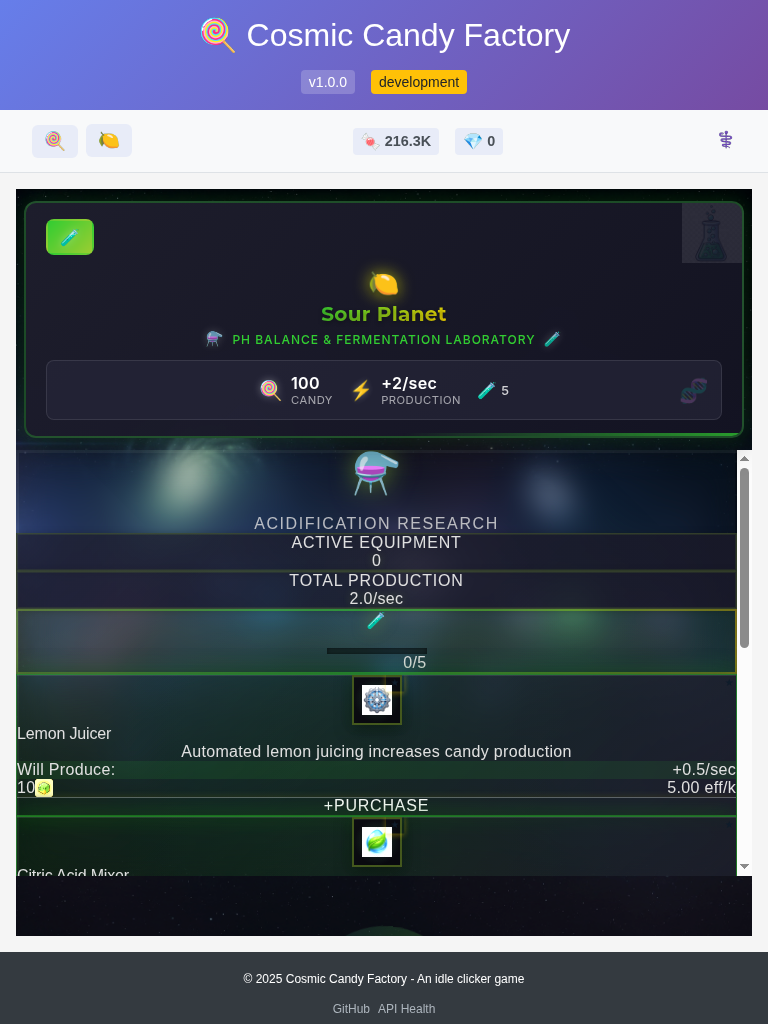 Cosmic Candy Factory
v1.0.0 development
216.3K 0
Sour Planet
PH BALANCE & FERMENTATION LABORATORY
100 +2/sec 5
CANDY PRODUCTION
ACIDIFICATION RESEARCH
ACTIVE EQUIPMENT
0
TOTAL PRODUCTION
2.0/sec
0/5
Lemon Juicer
Automated lemon juicing increases candy production
Will Produce: +0.5/sec
10 5.00 eff/k
+PURCHASE
Citric Acid Mixer
© 2025 Cosmic Candy Factory - An idle clicker game
GitHub API Health